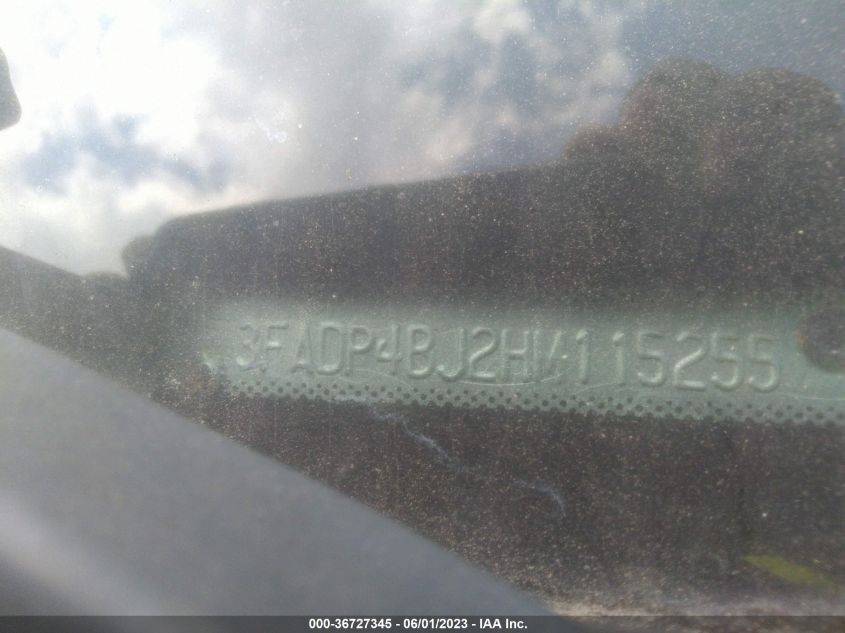 3FADP4BJ2HM115255
000-36727345 - 06/01/2023 - IAA Inc.